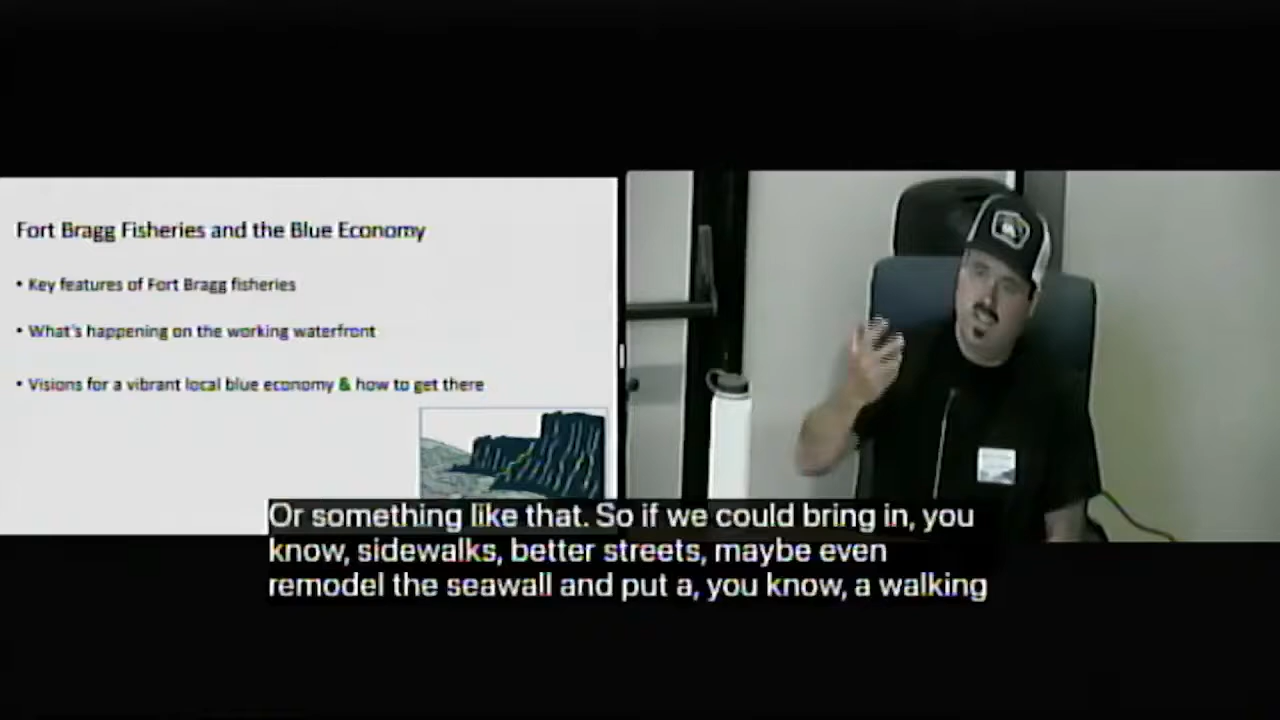 Fort Bragg Fisheries and the Blue Economy
• Key features of Fort Bragg fisheries
• What's happening on the working waterfront
• Visions for a vibrant local blue economy & how to get there
Or something like that. So if we could bring in, you
know, sidewalks, better streets, maybe even
remodel the seawall and put a, you know, a walking